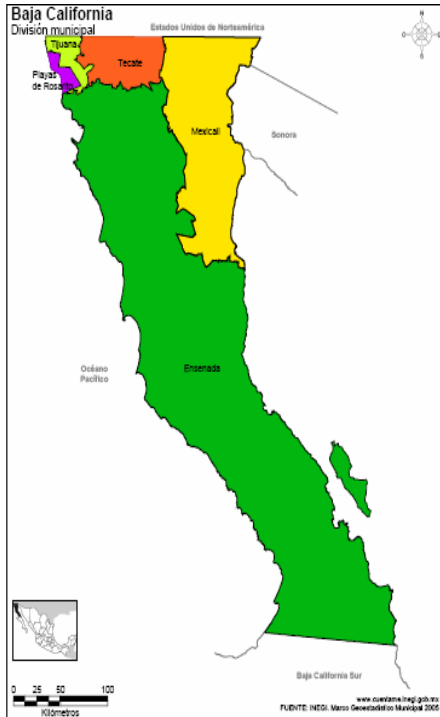 Baja California
División municipal
Estados Unidos de Norteamérica
N
Tijuana
Tecate
Playas
de Rosarito
Mexicali
Sonora
Océano
Pacífico
Ensenada
Baja California Sur
0 25 50 100
Kilómetros
www.cuentame.inegi.gob.mx
FUENTE: INEGI. Marco Geoestadístico Municipal 2005